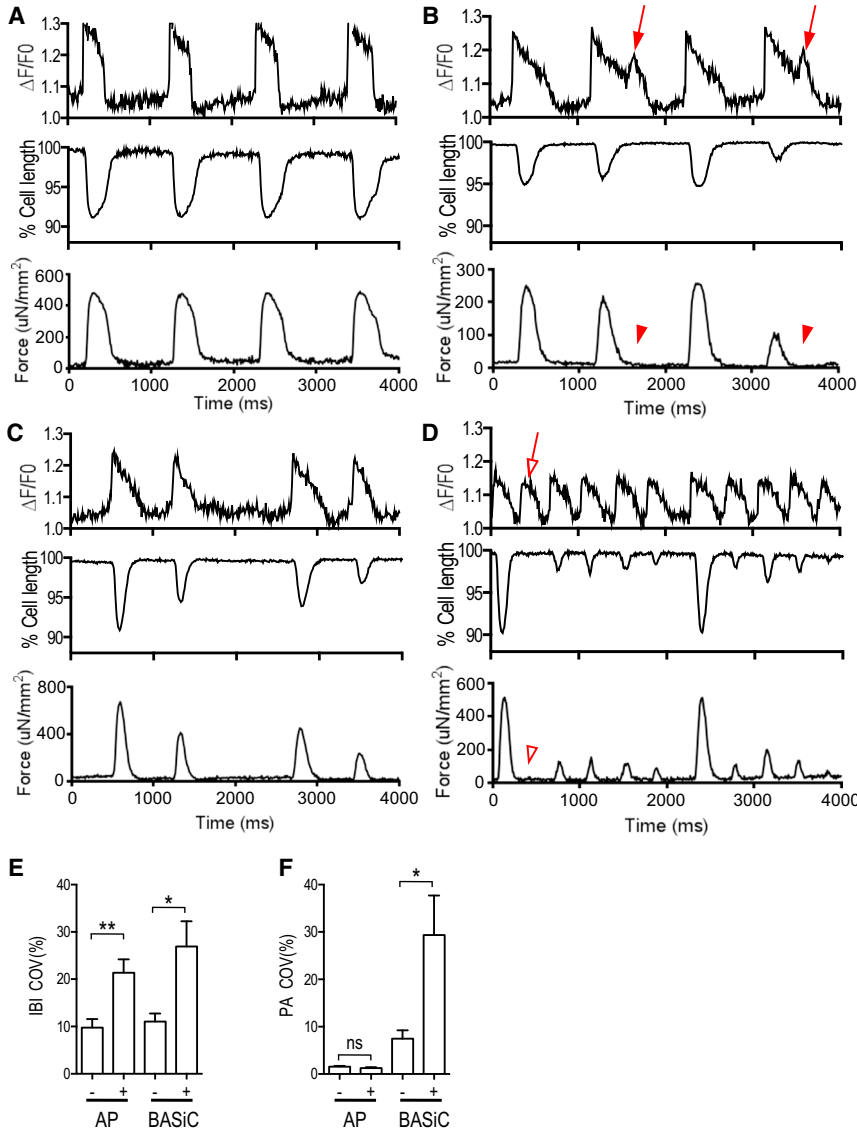 A
1.3
1.2
1.1
1.0
ΔF/F0
100
95
90
% Cell length
600
400
200
0
Force (uN/mm²)
0 1000 2000 3000 4000
Time (ms)
B
1.3
1.2
1.1
1.0
ΔF/F0
100
95
90
% Cell length
300
200
100
0
Force (uN/mm²)
0 1000 2000 3000 4000
Time (ms)
C
1.3
1.2
1.1
1.0
ΔF/F0
100
95
90
% Cell length
800
400
0
Force (uN/mm²)
0 1000 2000 3000 4000
Time (ms)
D
1.3
1.2
1.1
1.0
ΔF/F0
100
95
90
% Cell length
600
400
200
0
Force (uN/mm²)
0 1000 2000 3000 4000
Time (ms)
E
40
30
20
10
0
IBI COV(%)
**
*
- + - +
AP BASiC
F
40
30
20
10
0
PA COV(%)
ns
*
- + - +
AP BASiC